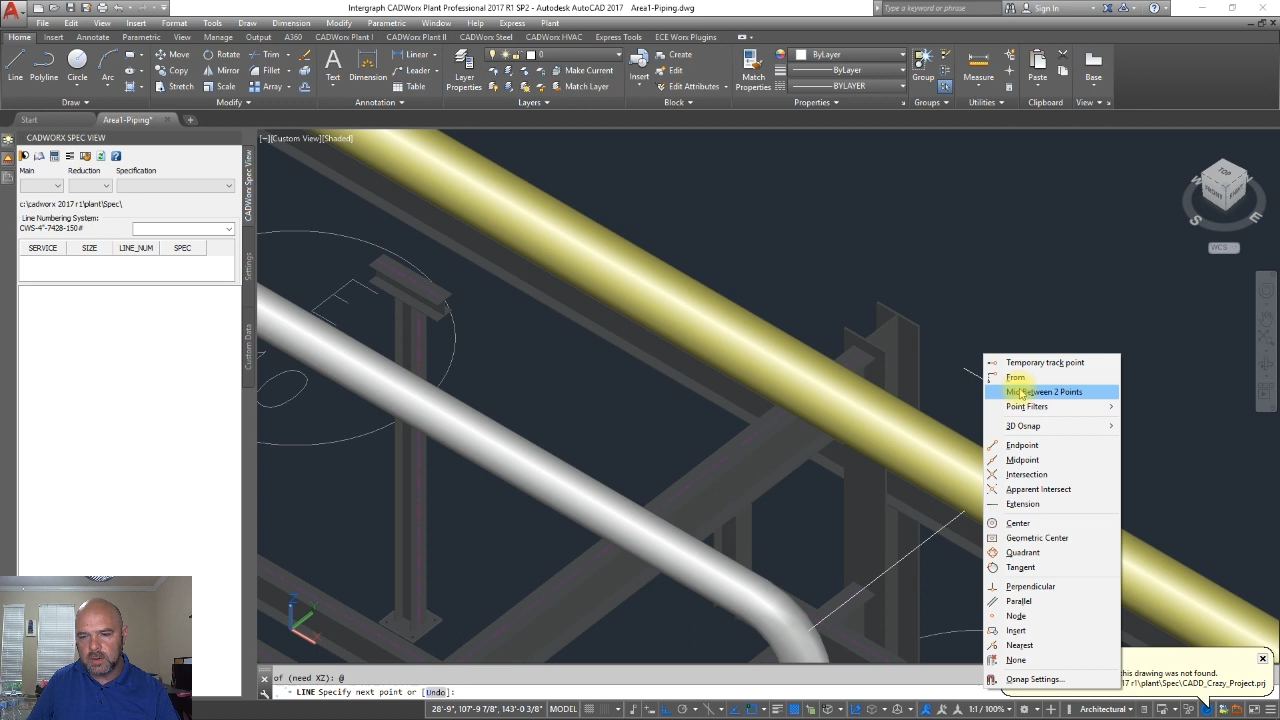 Intergraph CADWorx Plant Professional 2017 R1 SP2 - Autodesk AutoCAD 2017    Area1-Piping.dwg
Type a keyword or phrase
Sign In
File Edit View Insert Format Tools Draw Dimension Modify Parametric Window Help Express Plant
Home Insert Annotate Parametric View Manage Output A360 CADWorx Plant I CADWorx Plant II CADWorx Steel CADWorx HVAC Express Tools ECE Worx Plugins
Line Polyline Circle Arc
Move Rotate Trim
Copy Mirror Fillet
Stretch Scale Array
Text Dimension
Linear
Leader
Table
Layer Properties
0
Make Current
Match Layer
Insert
Create
Edit
Edit Attributes
Match Properties
ByLayer
ByLayer
BYLAYER
Group
Measure
Paste
Base
Draw Modify Annotation Layers Block Properties Groups Utilities Clipboard View
Start Area1-Piping*
CADWORX SPEC VIEW
Main Reduction Specification
c:\cadworx 2017 r1\plant\Spec\
Line Numbering System:
CWS-4"-7428-150#
SERVICE SIZE LINE_NUM SPEC
CADWorx Spec View
Settings
Custom Data
[−][Custom View][Shaded]
TOP
FRONT
S
WCS
Z
Temporary track point
From
Mid Between 2 Points
Point Filters
3D Osnap
Endpoint
Midpoint
Intersection
Apparent Intersect
Extension
Center
Geometric Center
Quadrant
Tangent
Perpendicular
Parallel
Node
Insert
Nearest
None
Osnap Settings...
this drawing was not found.
17 r1\plant\Spec\CADD_Crazy_Project.prj
of (need XZ): @
LINE Specify next point or [Undo]:
28'-9", 107'-9 7/8", 143'-0 3/8" MODEL
1:1 / 100%
Architectural